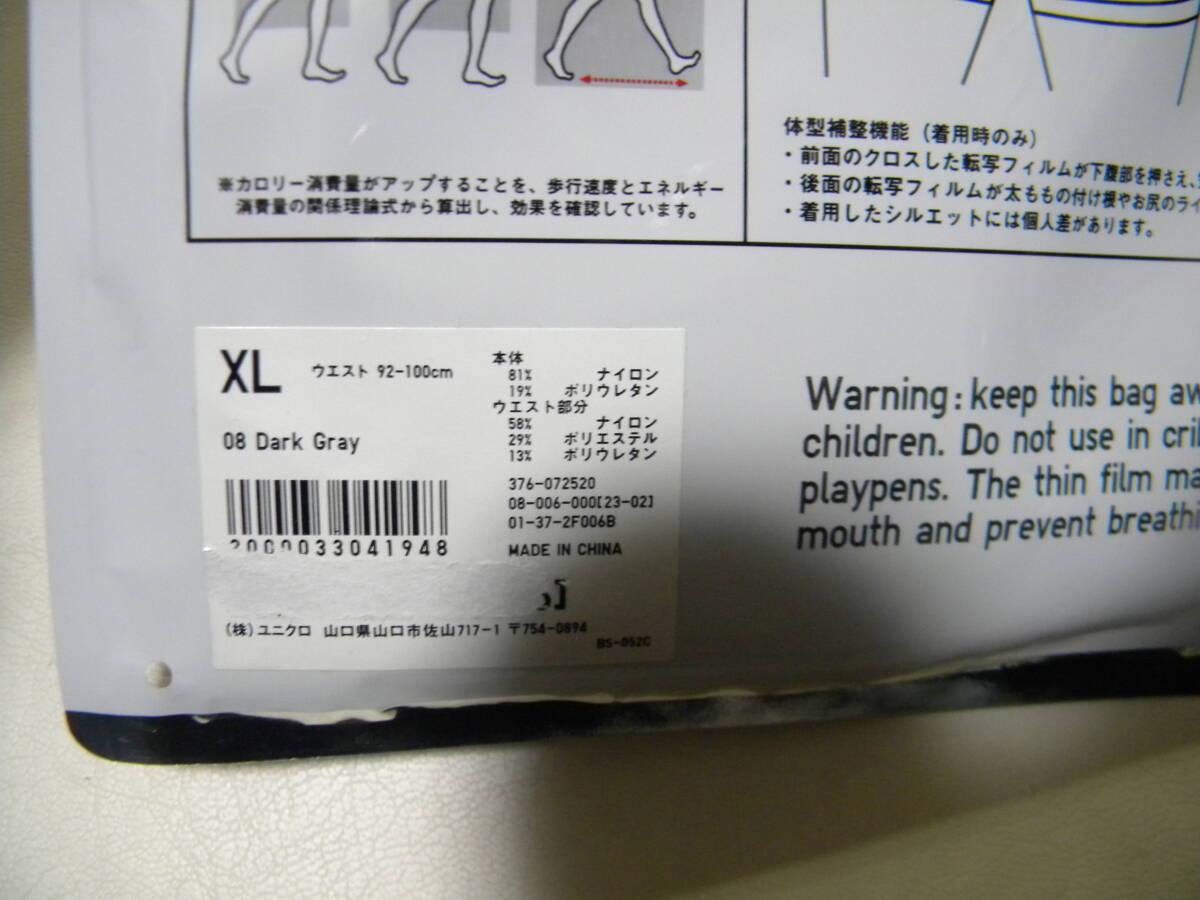 ※カロリー消費量がアップすることを、歩行速度とエネルギー
消費量の関係理論式から算出し、効果を確認しています。
体型補整機能（着用時のみ）
・前面のクロスした転写フィルムが下腹部を押さえ、
・後面の転写フィルムが太ももの付け根やお尻のライ
・着用したシルエットには個人差があります。
XL ウエスト 92-100cm
08 Dark Gray
本体
81% ナイロン
19% ポリウレタン
ウエスト部分
58% ナイロン
29% ポリエステル
13% ポリウレタン
376-072520
08-006-000[23-02]
01-37-2F006B
MADE IN CHINA
2000033041948
(株)ユニクロ 山口県山口市佐山717-1 〒754-0894
BS-052C
Warning: keep this bag aw
children. Do not use in cri
playpens. The thin film ma
mouth and prevent breathi